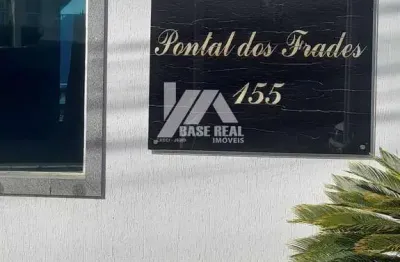 Pontal dos Frades
155
BASE REAL
IMÓVEIS